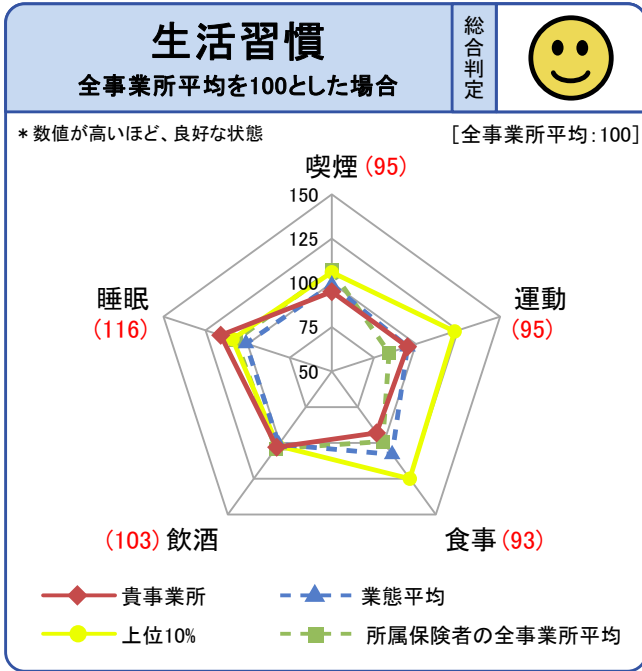 生活習慣
全事業所平均を100とした場合
総合判定
*数値が高いほど、良好な状態
[全事業所平均:100]
喫煙(95)
150
125
100
75
50
睡眠
(116)
運動
(95)
(103)飲酒
食事(93)
貴事業所
業態平均
上位10%
所属保険者の全事業所平均